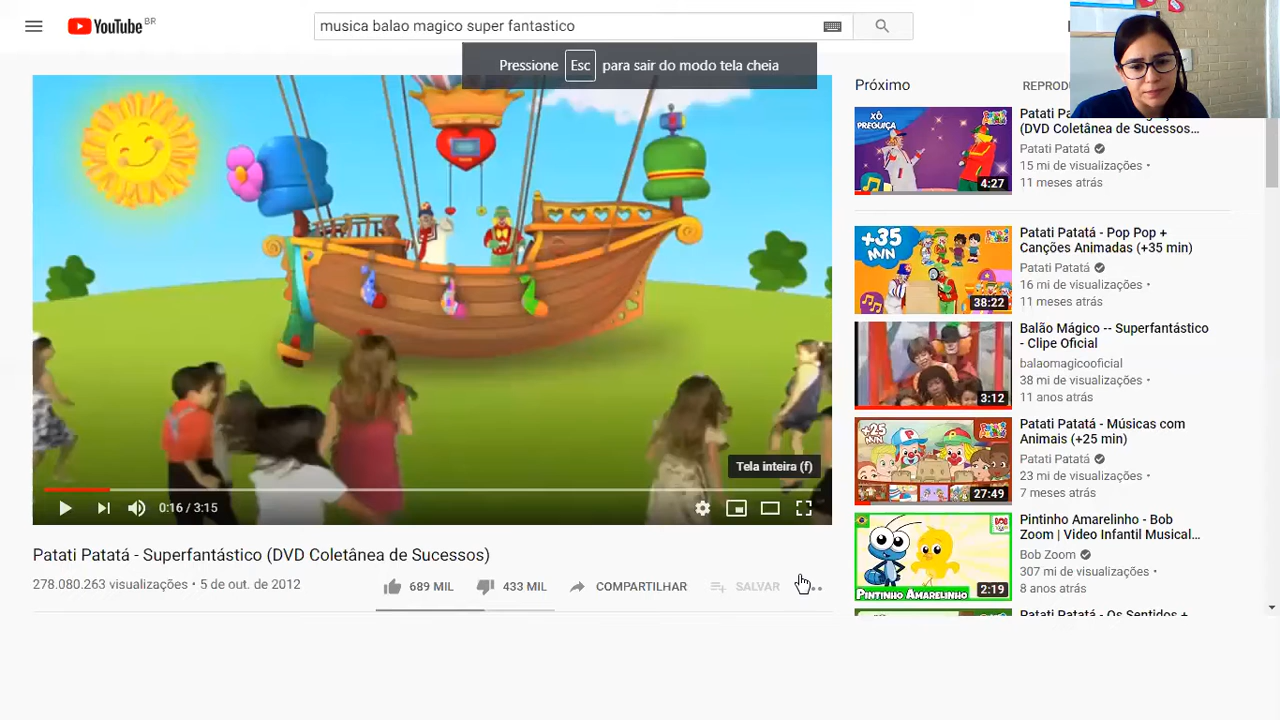 YouTube BR
musica balao magico super fantastico
Pressione Esc para sair do modo tela cheia
Próximo
REPROD
XÔ
PREGUIÇA
4:27
Patati P
(DVD Coletânea de Sucessos...
Patati Patatá
15 mi de visualizações •
11 meses atrás
+35
MIN
38:22
Patati Patatá - Pop Pop +
Canções Animadas (+35 min)
Patati Patatá
16 mi de visualizações •
11 meses atrás
3:12
Balão Mágico -- Superfantástico
- Clipe Oficial
balaomagicooficial
38 mi de visualizações •
11 anos atrás
+25
MIN
27:49
Patati Patatá - Músicas com
Animais (+25 min)
Patati Patatá
23 mi de visualizações •
7 meses atrás
PINTINHO AMARELINHO
2:19
Pintinho Amarelinho - Bob
Zoom | Video Infantil Musical...
Bob Zoom
307 mi de visualizações •
8 anos atrás
Patati Patatá - Os Sentidos +
Tela inteira (f)
0:16 / 3:15
Patati Patatá - Superfantástico (DVD Coletânea de Sucessos)
278.080.263 visualizações • 5 de out. de 2012
689 MIL
433 MIL
COMPARTILHAR
SALVAR